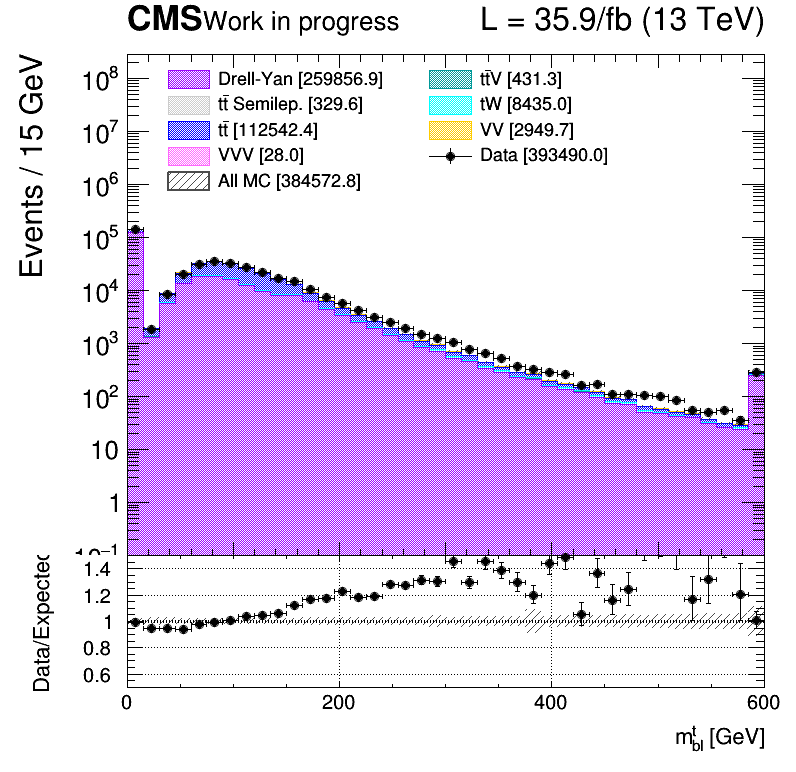 CMS Work in progress L = 35.9/fb (13 TeV)
Events / 15 GeV
10⁸
10⁷
10⁶
10⁵
10⁴
10³
10²
10
1
10⁻¹
Drell-Yan [259856.9]
tt̄ Semilep. [329.6]
tt̄ [112542.4]
VVV [28.0]
All MC [384572.8]
tt̄V [431.3]
tW [8435.0]
VV [2949.7]
Data [393490.0]
Data/Expected
1.4
1.2
1
0.8
0.6
0 200 400 600
mᵗbl [GeV]